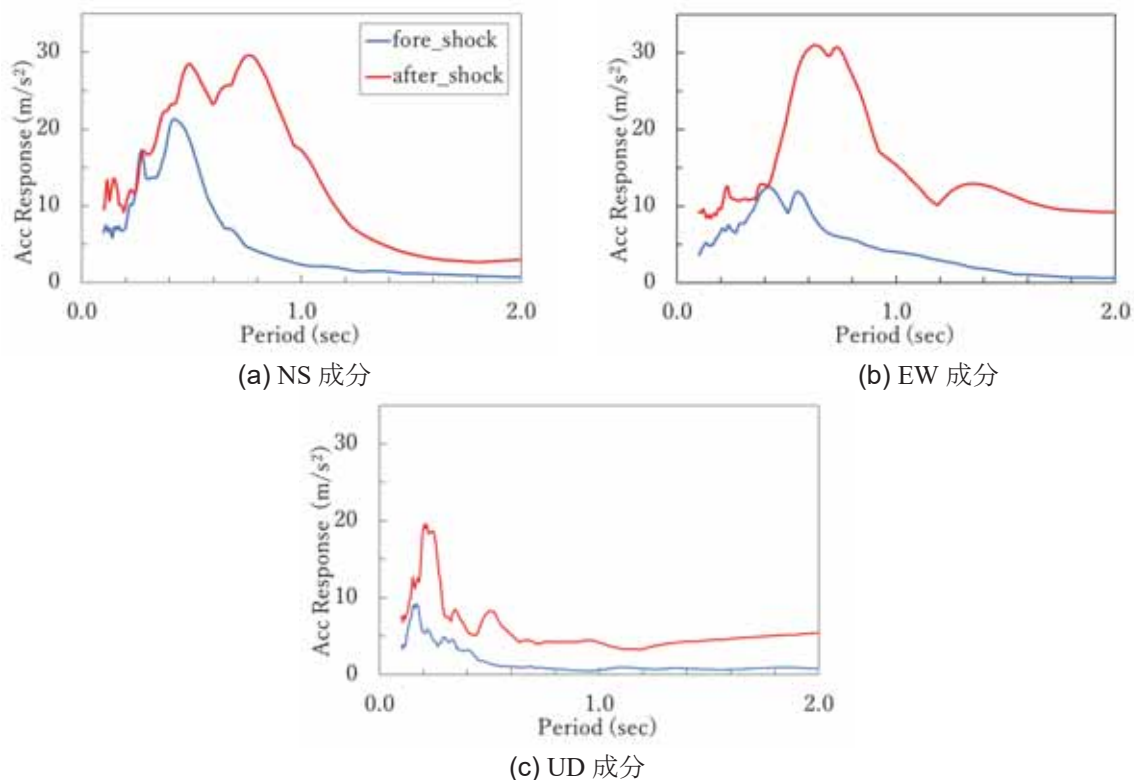 Acc Response (m/s²)
30
20
10
0
fore_shock
after_shock
0.0 1.0 2.0
Period (sec)
(a) NS 成分
Acc Response (m/s²)
30
20
10
0
0.0 1.0 2.0
Period (sec)
(b) EW 成分
Acc Response (m/s²)
30
20
10
0
0.0 1.0 2.0
Period (sec)
(c) UD 成分